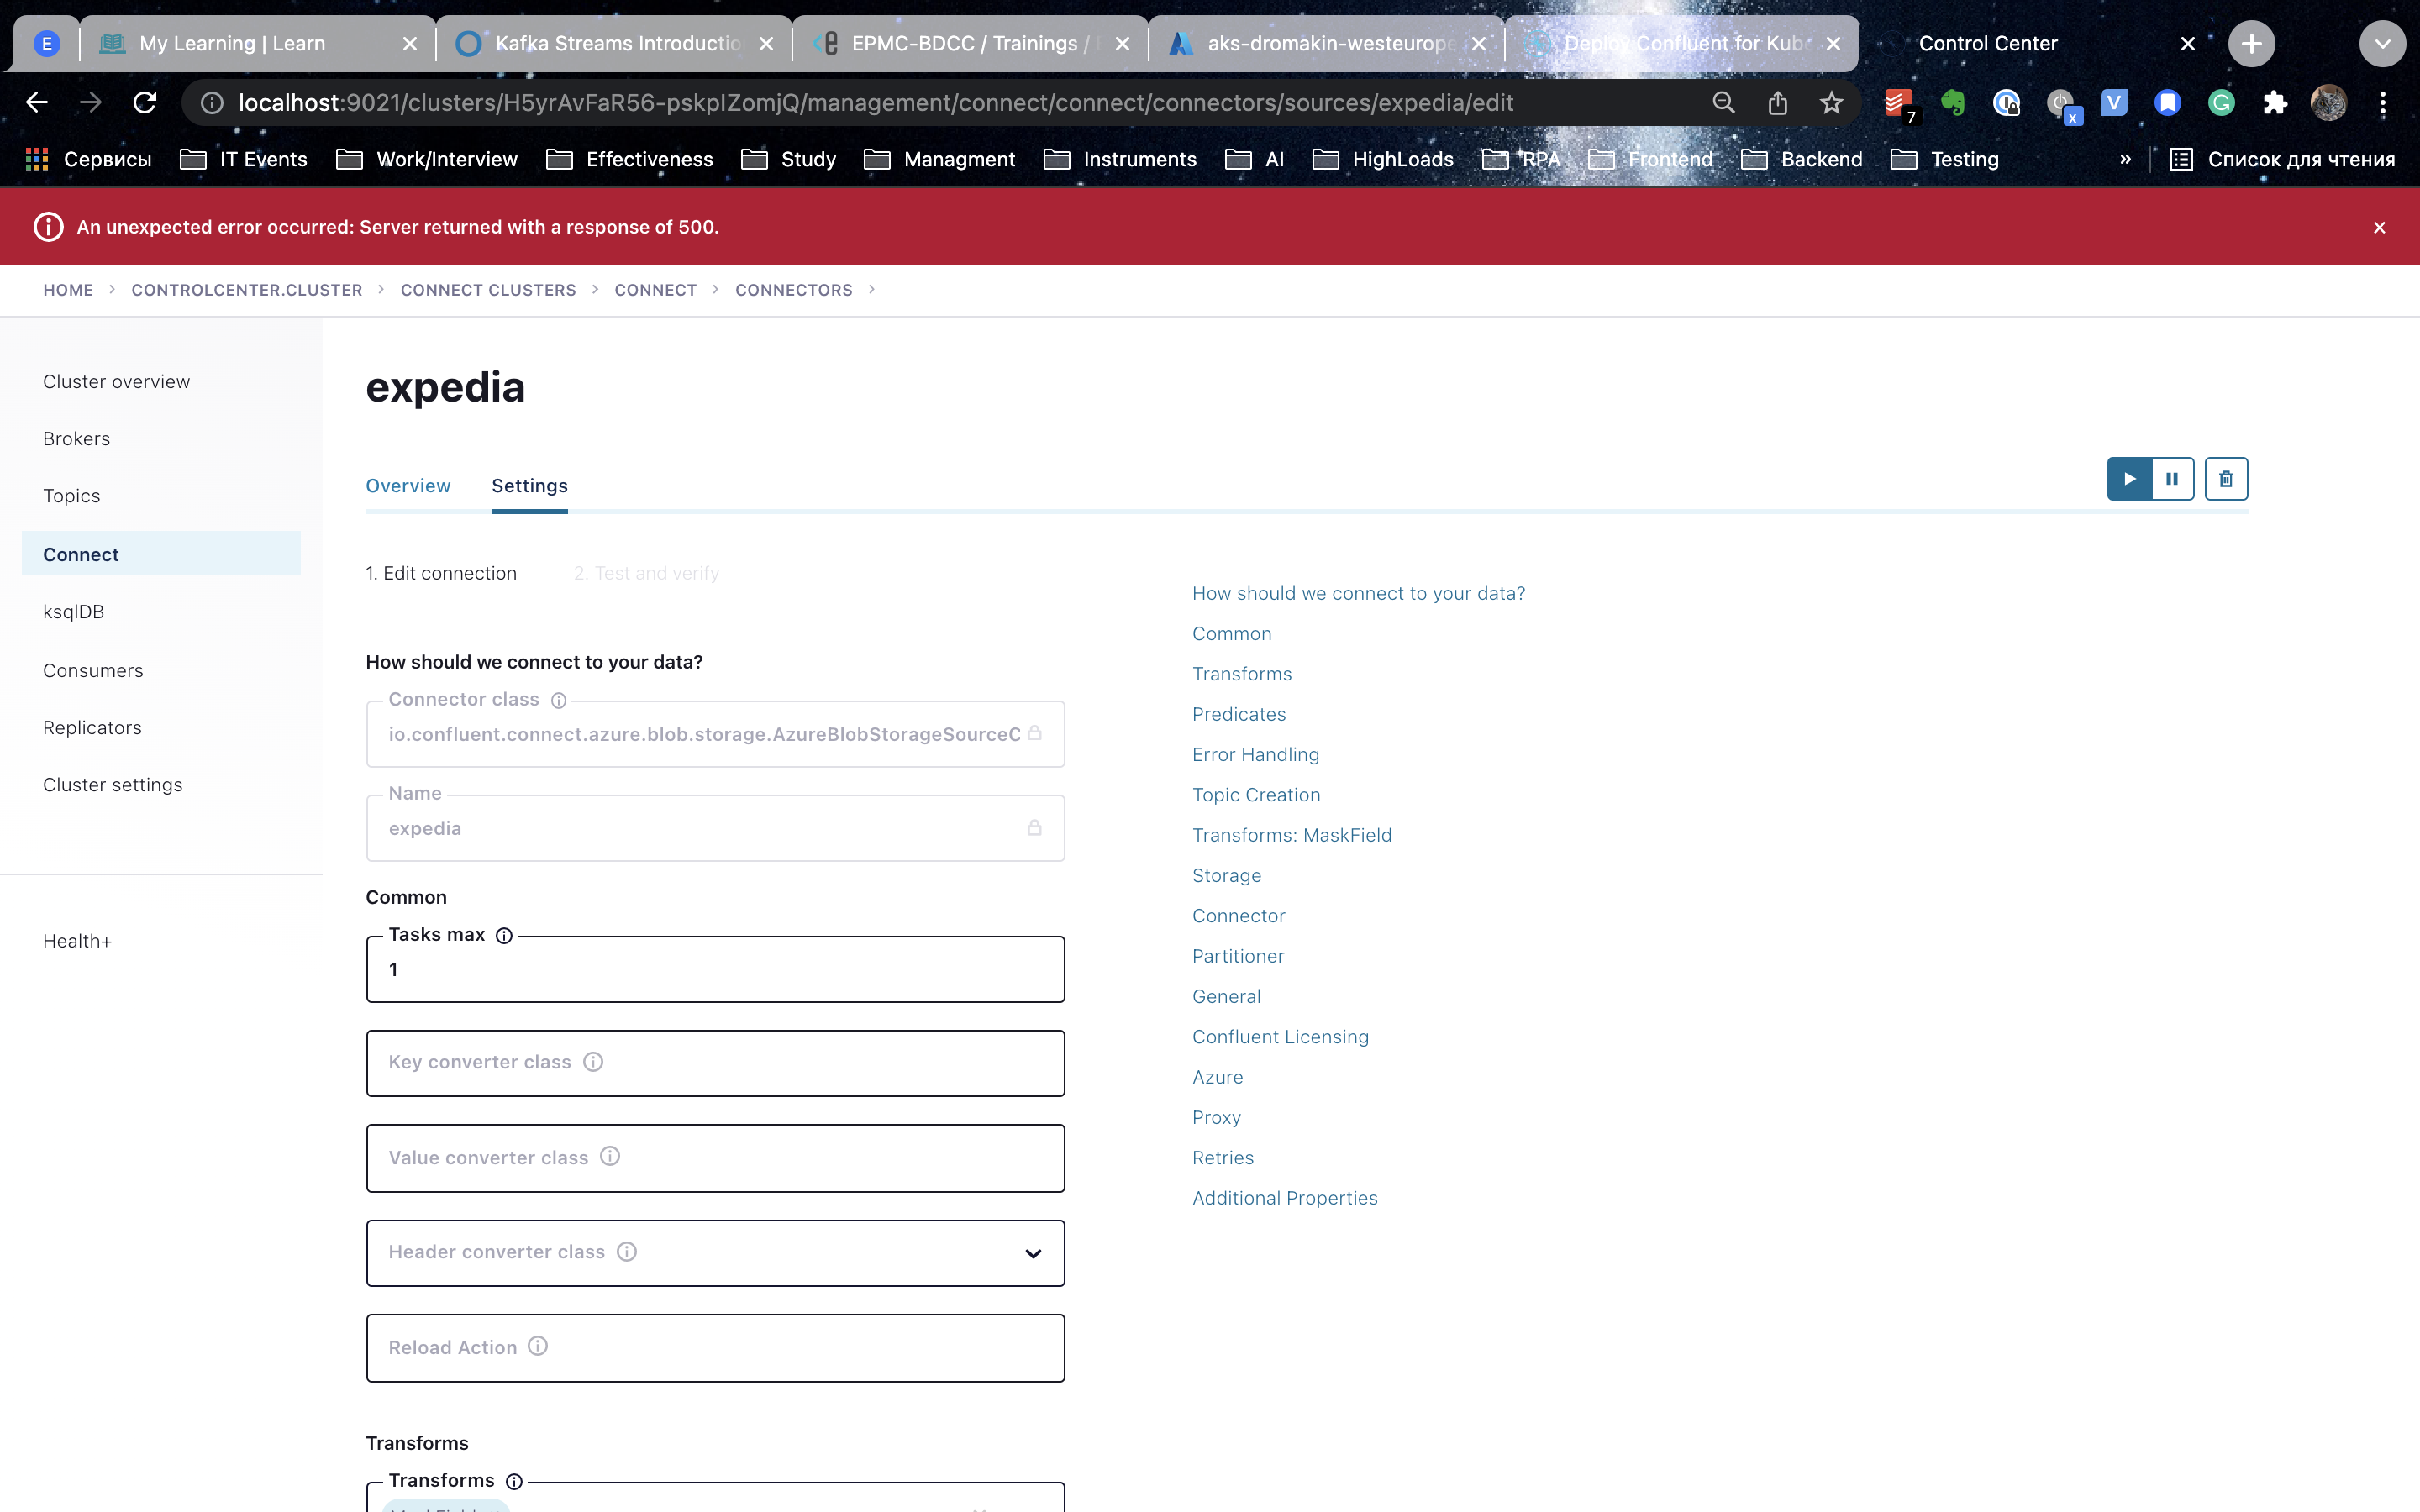 E
My Learning | Learn
Kafka Streams Introductio
EPMC-BDCC / Trainings /
aks-dromakin-westeurope
Deploy Confluent for Kube
Control Center
localhost:9021/clusters/H5yrAvFaR56-pskpIZomjQ/management/connect/connect/connectors/sources/expedia/edit
7
x
V
G
Сервисы
IT Events
Work/Interview
Effectiveness
Study
Managment
Instruments
AI
HighLoads
RPA
Frontend
Backend
Testing
»
Список для чтения
An unexpected error occurred: Server returned with a response of 500.
HOME > CONTROLCENTER.CLUSTER > CONNECT CLUSTERS > CONNECT > CONNECTORS >
Cluster overview
Brokers
Topics
Connect
ksqlDB
Consumers
Replicators
Cluster settings
Health+
expedia
Overview
Settings
1. Edit connection
2. Test and verify
How should we connect to your data?
Connector class
io.confluent.connect.azure.blob.storage.AzureBlobStorageSourceC
Name
expedia
Common
Tasks max
1
Key converter class
Value converter class
Header converter class
Reload Action
Transforms
Transforms
How should we connect to your data?
Common
Transforms
Predicates
Error Handling
Topic Creation
Transforms: MaskField
Storage
Connector
Partitioner
General
Confluent Licensing
Azure
Proxy
Retries
Additional Properties